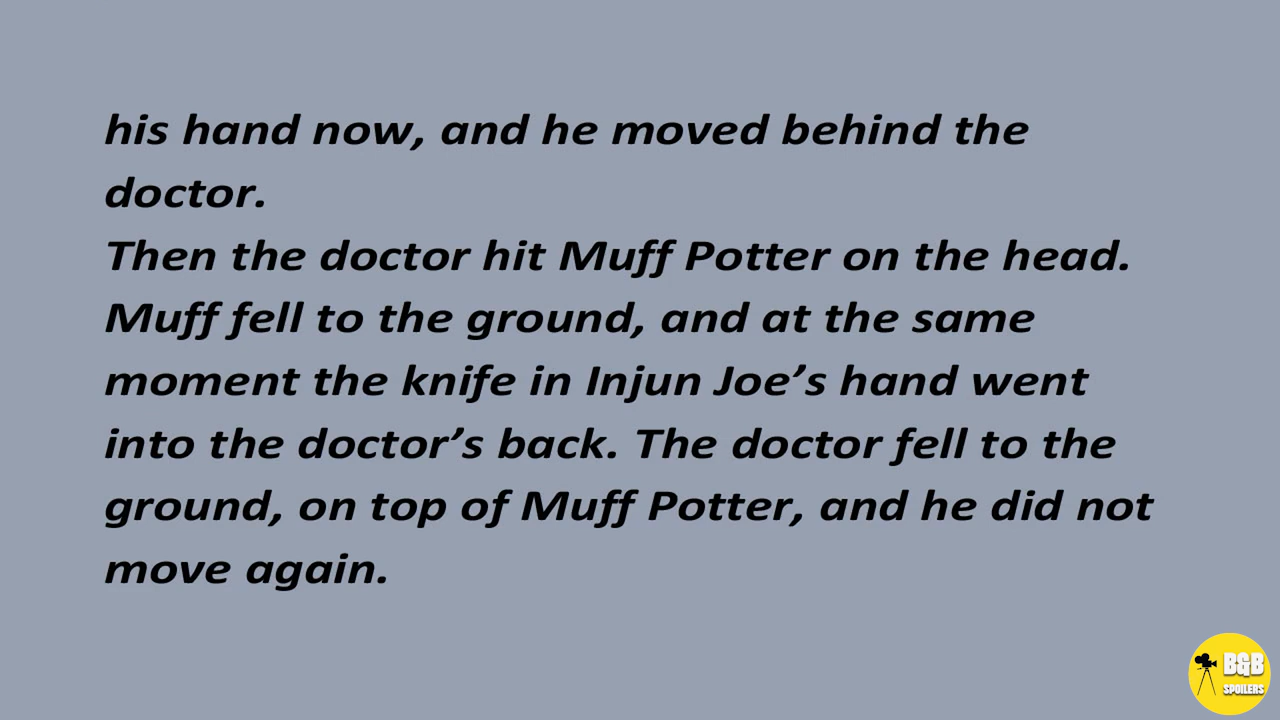 his hand now, and he moved behind the
doctor.
Then the doctor hit Muff Potter on the head.
Muff fell to the ground, and at the same
moment the knife in Injun Joe’s hand went
into the doctor’s back. The doctor fell to the
ground, on top of Muff Potter, and he did not
move again.
B&B
SPOILERS